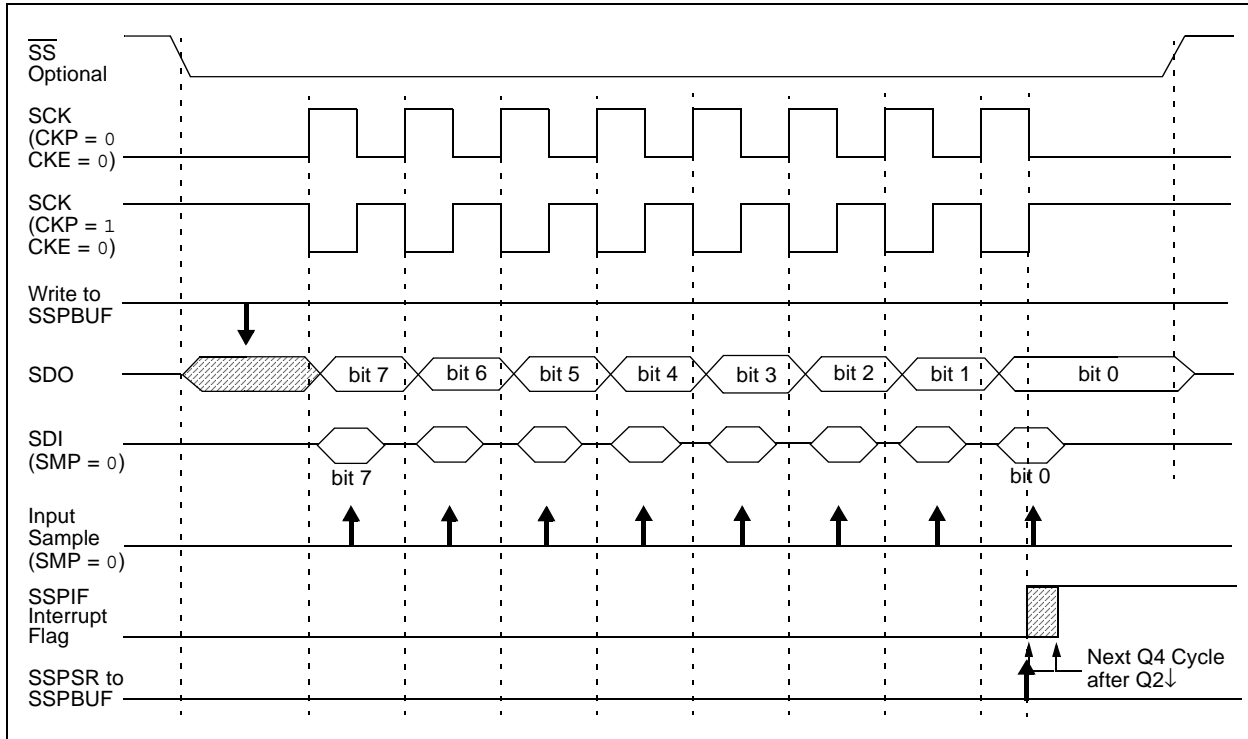 SS
Optional
SCK
(CKP = 0
CKE = 0)
SCK
(CKP = 1
CKE = 0)
Write to
SSPBUF
SDO
bit 7 bit 6 bit 5 bit 4 bit 3 bit 2 bit 1 bit 0
SDI
(SMP = 0)
bit 7 bit 0
Input
Sample
(SMP = 0)
SSPIF
Interrupt
Flag
SSPSR to
SSPBUF
Next Q4 Cycle
after Q2↓